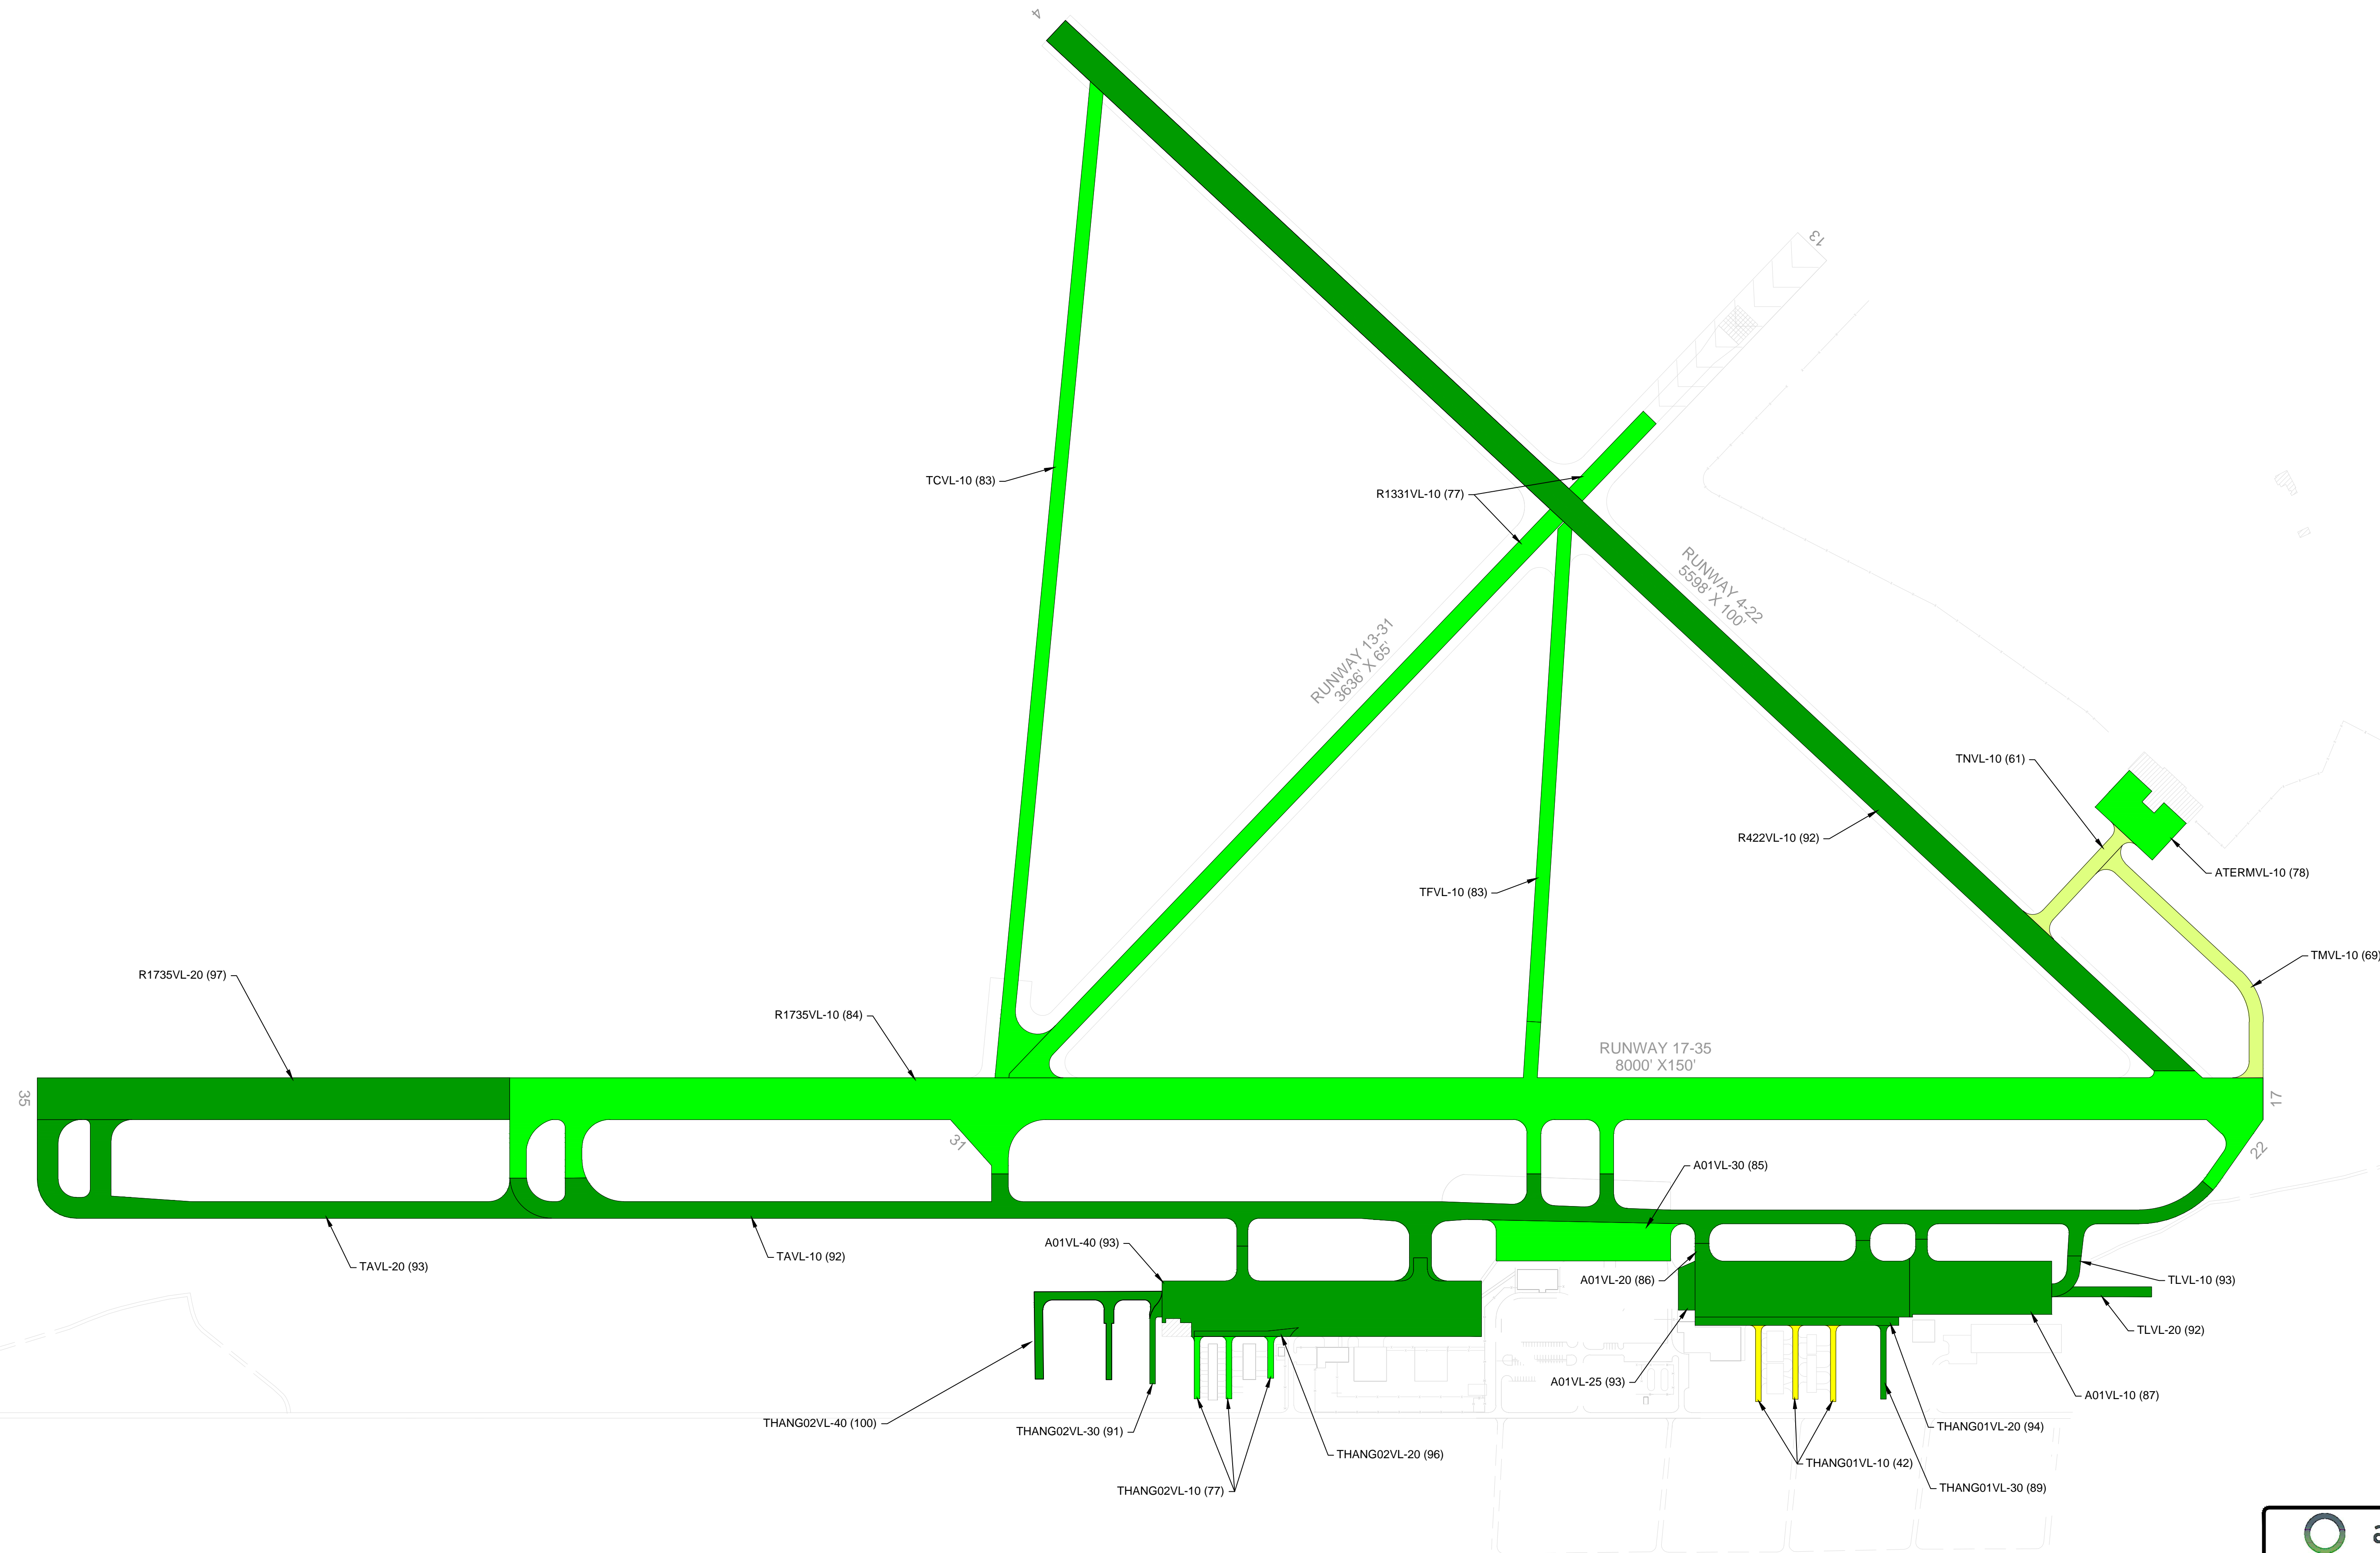 4
13
TCVL-10 (83)
R1331VL-10 (77)
RUNWAY 4-22
5598' X 100'
RUNWAY 13-31
3636' X 65'
TNVL-10 (61)
R422VL-10 (92)
ATERMVL-10 (78)
TFVL-10 (83)
TMVL-10 (69)
R1735VL-20 (97)
R1735VL-10 (84)
RUNWAY 17-35
8000' X150'
35
17
31
22
A01VL-30 (85)
A01VL-40 (93)
TAVL-10 (92)
TAVL-20 (93)
A01VL-20 (86)
TLVL-10 (93)
TLVL-20 (92)
A01VL-25 (93)
A01VL-10 (87)
THANG02VL-40 (100)
THANG02VL-30 (91)
THANG01VL-20 (94)
THANG02VL-20 (96)
THANG01VL-10 (42)
THANG02VL-10 (77)
THANG01VL-30 (89)